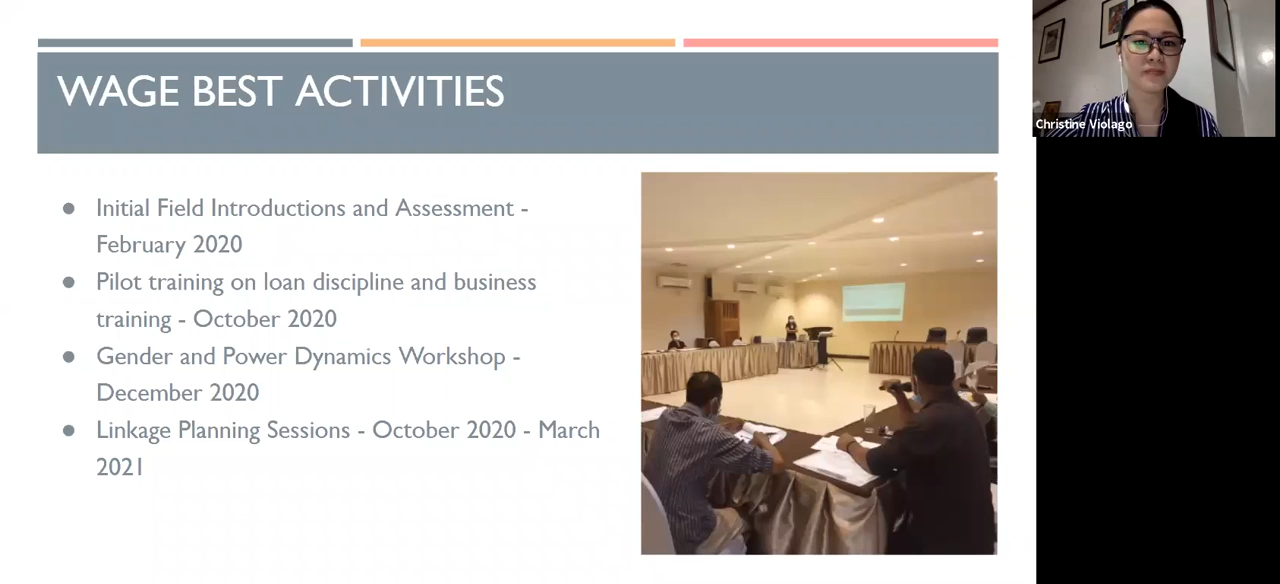 WAGE BEST ACTIVITIES
● Initial Field Introductions and Assessment -
February 2020
● Pilot training on loan discipline and business
training - October 2020
● Gender and Power Dynamics Workshop -
December 2020
● Linkage Planning Sessions - October 2020 - March
2021
Christine Violago